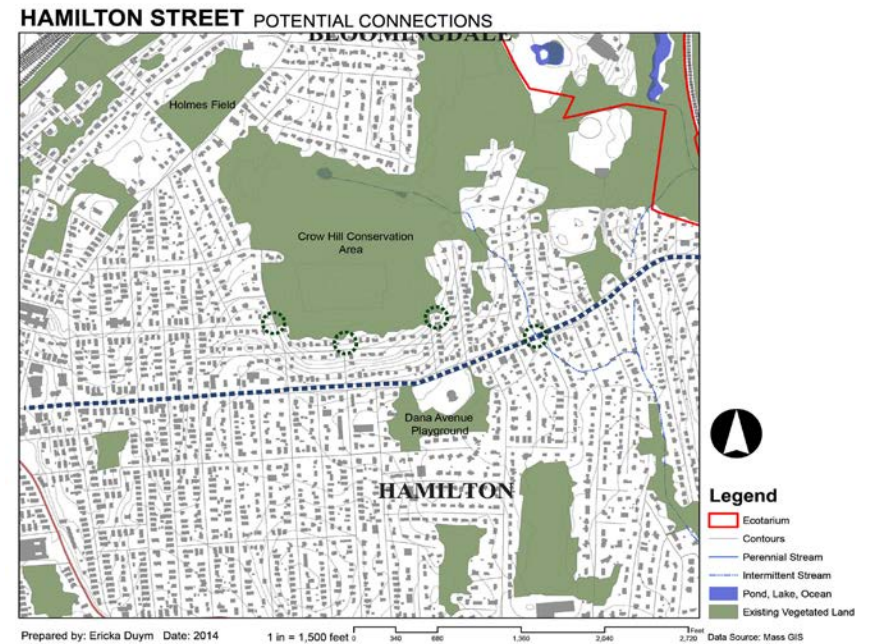 HAMILTON STREET POTENTIAL CONNECTIONS
BLOOMINGDALE
Holmes Field
Crow Hill Conservation
Area
Dana Avenue
Playground
HAMILTON
Legend
Ecotarium
Contours
Perennial Stream
Intermittent Stream
Pond, Lake, Ocean
Existing Vegetated Land
Prepared by: Ericka Duym Date: 2014
1 in = 1,500 feet
Feet
0 340 680 1,360 2,040 2,720
Data Source: Mass GIS